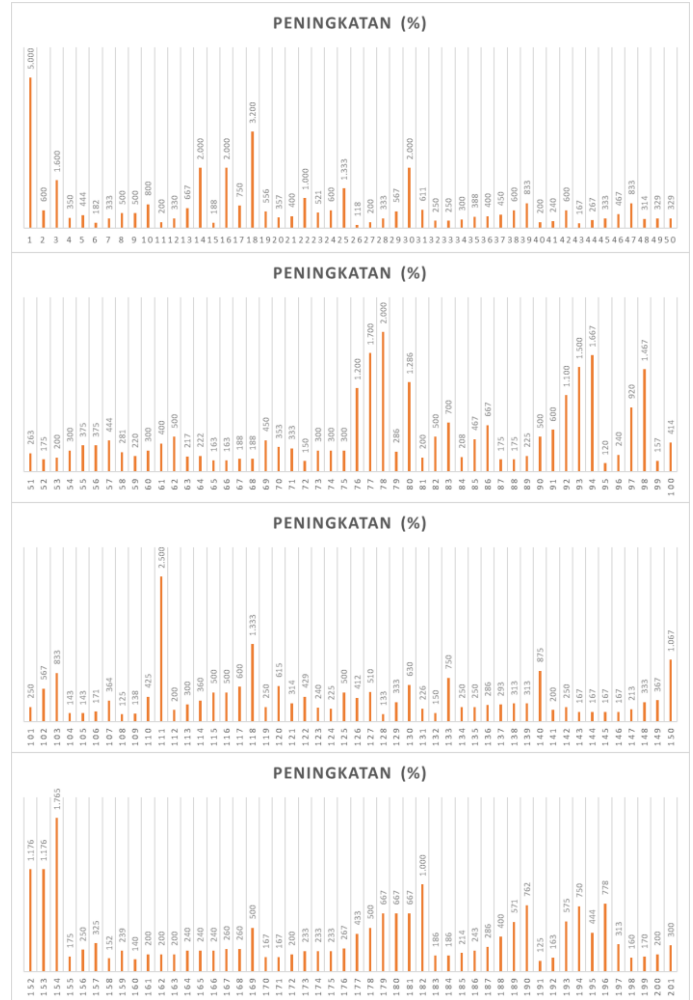 PENINGKATAN (%)
5.000 600 1.600 350 444 182 333 500 500 800 200 330 667 2.000 188 2.000 750 3.200 556 357 400 1.000 521 600 1.333 118 200 333 567 2.000 611 250 250 300 388 400 450 600 833 200 240 600 167 267 333 467 833 314 329 329
1 2 3 4 5 6 7 8 9 10 11 12 13 14 15 16 17 18 19 20 21 22 23 24 25 26 27 28 29 30 31 32 33 34 35 36 37 38 39 40 41 42 43 44 45 46 47 48 49 50
PENINGKATAN (%)
263 175 200 300 375 375 444 281 220 300 400 500 217 222 163 163 188 188 450 353 333 150 300 300 300 1.200 1.700 2.000 286 1.286 200 500 700 208 467 667 175 175 225 500 600 1.100 1.500 1.667 120 240 920 1.467 157 414
51 52 53 54 55 56 57 58 59 60 61 62 63 64 65 66 67 68 69 70 71 72 73 74 75 76 77 78 79 80 81 82 83 84 85 86 87 88 89 90 91 92 93 94 95 96 97 98 99 100
PENINGKATAN (%)
250 567 833 143 143 171 364 125 138 425 2.500 200 300 360 500 500 600 1.333 250 615 314 429 240 225 500 412 510 133 333 630 226 150 750 250 250 286 293 313 313 875 200 250 167 167 167 167 213 333 367 1.067
101 102 103 104 105 106 107 108 109 110 111 112 113 114 115 116 117 118 119 120 121 122 123 124 125 126 127 128 129 130 131 132 133 134 135 136 137 138 139 140 141 142 143 144 145 146 147 148 149 150
PENINGKATAN (%)
1.176 1.176 1.765 175 250 325 152 239 140 200 200 200 240 240 240 260 260 500 167 167 200 233 233 233 267 433 500 667 667 667 1.000 186 186 214 243 286 400 571 762 125 163 575 750 444 778 313 160 170 200 300
152 153 154 155 156 157 158 159 160 161 162 163 164 165 166 167 168 169 170 171 172 173 174 175 176 177 178 179 180 181 182 183 184 185 186 187 188 189 190 191 192 193 194 195 196 197 198 199 200 201